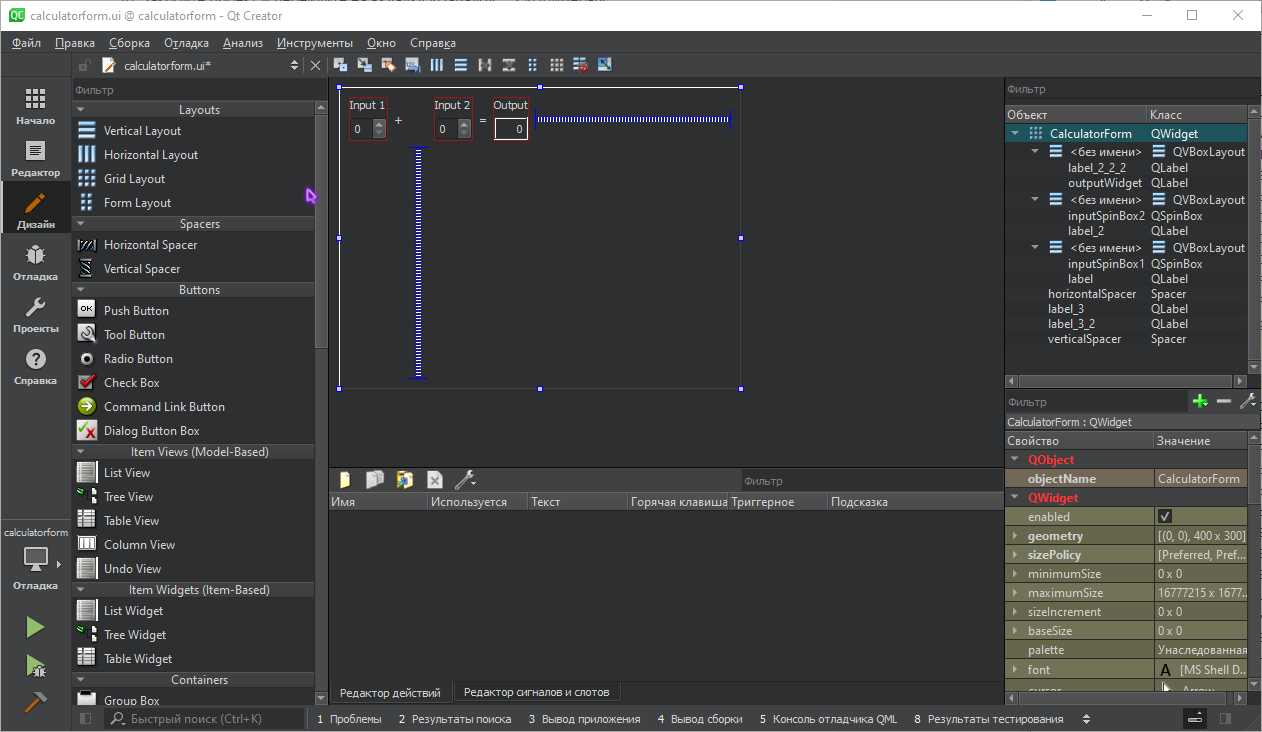 calculatorform.ui @ calculatorform - Qt Creator
Файл Правка Сборка Отладка Анализ Инструменты Окно Справка
calculatorform.ui*
Начало
Редактор
Дизайн
Отладка
Проекты
Справка
calculatorform
Отладка
Фильтр
Layouts
Vertical Layout
Horizontal Layout
Grid Layout
Form Layout
Spacers
Horizontal Spacer
Vertical Spacer
Buttons
OK Push Button
Tool Button
Radio Button
Check Box
Command Link Button
Dialog Button Box
Item Views (Model-Based)
List View
Tree View
Table View
Column View
Undo View
Item Widgets (Item-Based)
List Widget
Tree Widget
Table Widget
Containers
Group Box
Input 1 Input 2 Output
0 + 0 = 0
Фильтр
Имя Используется Текст Горячая клавиша Триггерное Подсказка
Редактор действий Редактор сигналов и слотов
Фильтр
Объект Класс
CalculatorForm QWidget
<без имени> QVBoxLayout
label_2_2_2 QLabel
outputWidget QLabel
<без имени> QVBoxLayout
inputSpinBox2 QSpinBox
label_2 QLabel
<без имени> QVBoxLayout
inputSpinBox1 QSpinBox
label QLabel
horizontalSpacer Spacer
label_3 QLabel
label_3_2 QLabel
verticalSpacer Spacer
Фильтр
CalculatorForm : QWidget
Свойство Значение
QObject
objectName CalculatorForm
QWidget
enabled
geometry [(0, 0), 400 x 300]
sizePolicy [Preferred, Pref...
minimumSize 0 x 0
maximumSize 16777215 x 1677...
sizeIncrement 0 x 0
baseSize 0 x 0
palette Унаследованная
font A [MS Shell D...
cursor Arrow
Быстрый поиск (Ctrl+K) 1 Проблемы 2 Результаты поиска 3 Вывод приложения 4 Вывод сборки 5 Консоль отладчика QML 8 Результаты тестирования